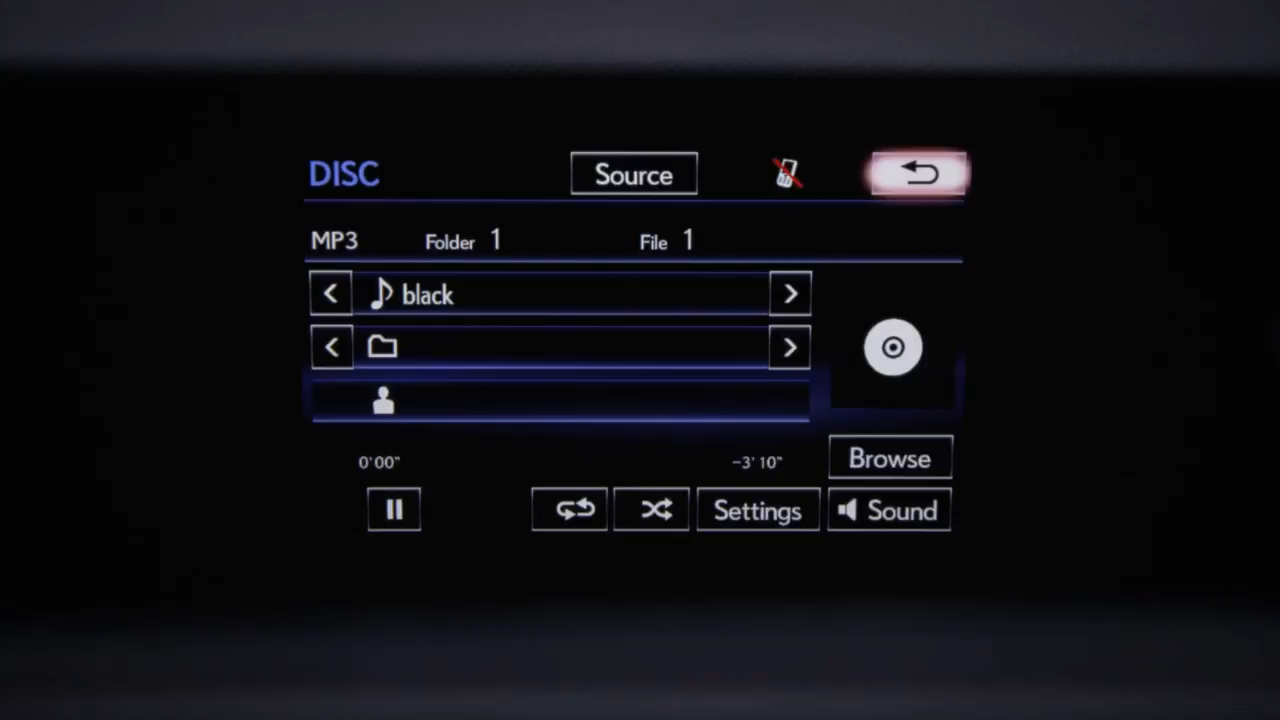 DISC Source
MP3 Folder 1 File 1
black
0'00" -3'10" Browse
Settings Sound